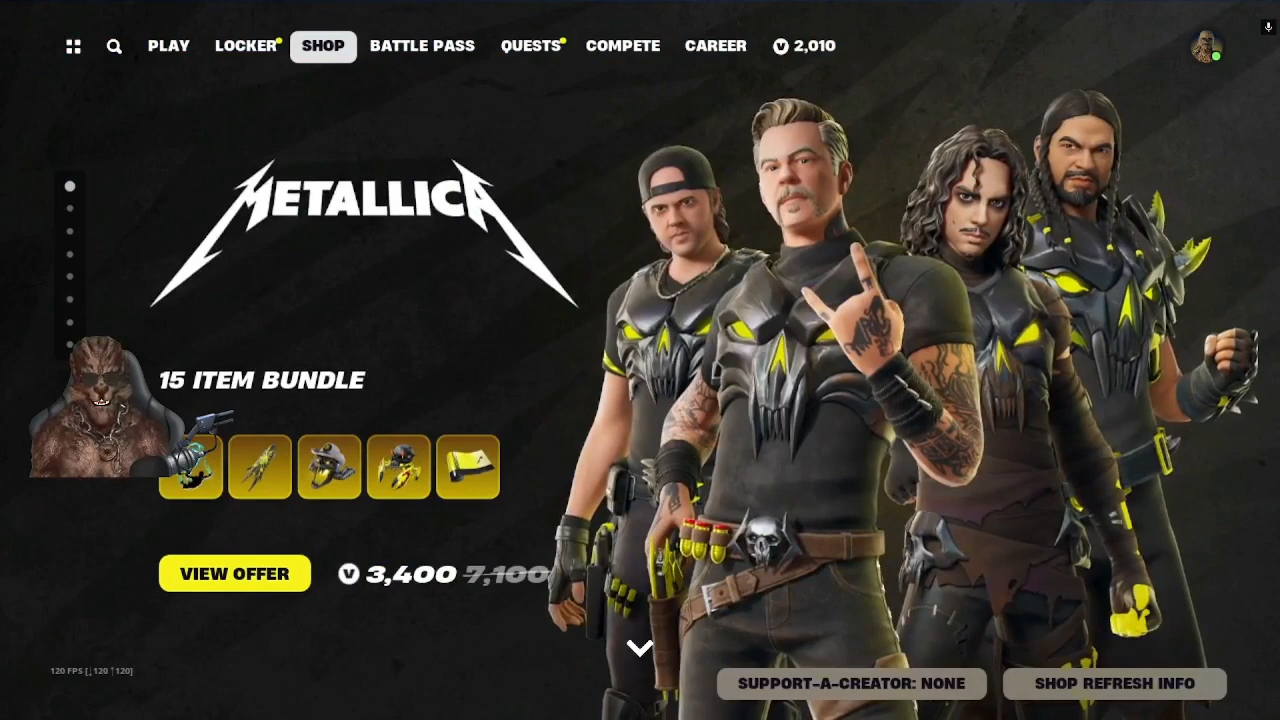 PLAY LOCKER SHOP BATTLE PASS QUESTS COMPETE CAREER 2,010
METALLICA
15 ITEM BUNDLE
VIEW OFFER 3,400 7,100
120 FPS [↓120 ↑120]
SUPPORT-A-CREATOR: NONE SHOP REFRESH INFO